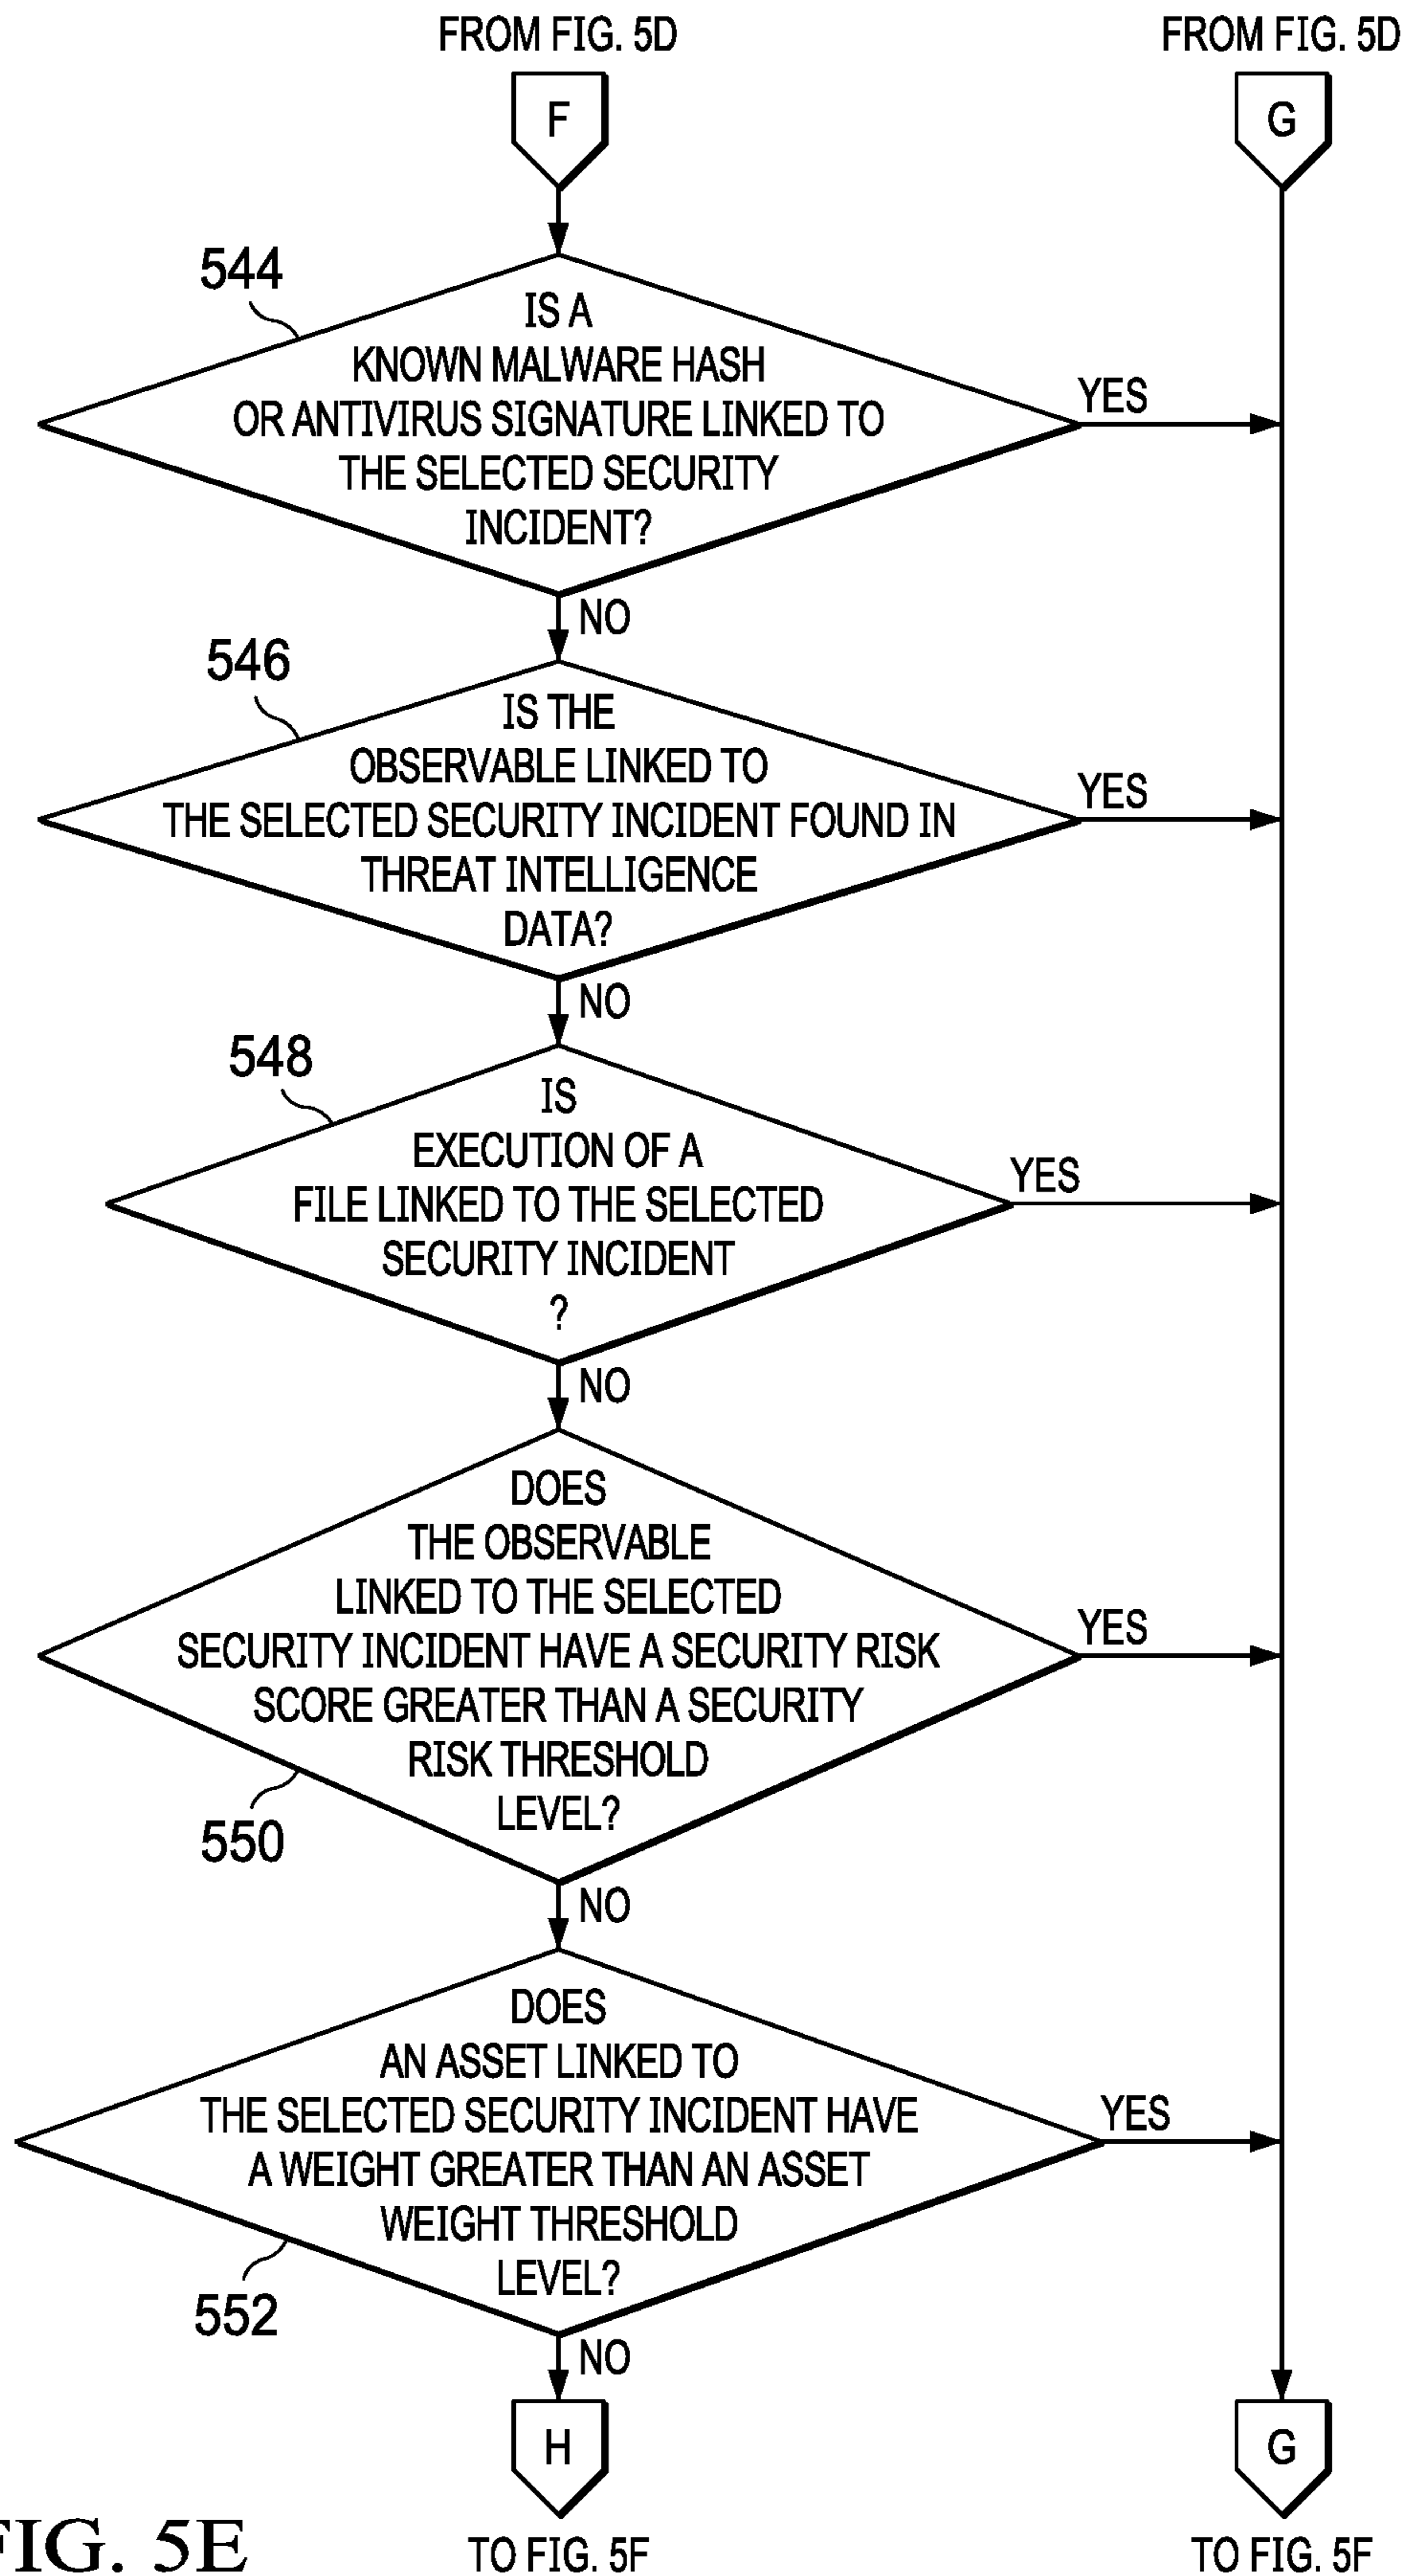 FROM FIG. 5D
FROM FIG. 5D
F
G
544
IS A
KNOWN MALWARE HASH
OR ANTIVIRUS SIGNATURE LINKED TO
THE SELECTED SECURITY
INCIDENT?
YES
NO
546
IS THE
OBSERVABLE LINKED TO
THE SELECTED SECURITY INCIDENT FOUND IN
THREAT INTELLIGENCE
DATA?
YES
NO
548
IS
EXECUTION OF A
FILE LINKED TO THE SELECTED
SECURITY INCIDENT
?
YES
NO
DOES
THE OBSERVABLE
LINKED TO THE SELECTED
SECURITY INCIDENT HAVE A SECURITY RISK
SCORE GREATER THAN A SECURITY
RISK THRESHOLD
LEVEL?
YES
550
NO
DOES
AN ASSET LINKED TO
THE SELECTED SECURITY INCIDENT HAVE
A WEIGHT GREATER THAN AN ASSET
WEIGHT THRESHOLD
LEVEL?
YES
552
NO
H
G
FIG. 5E
TO FIG. 5F
TO FIG. 5F